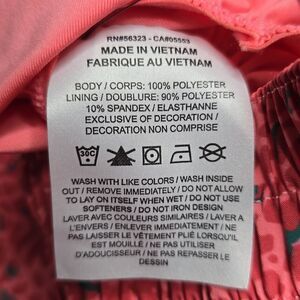 RN#56323 - CA#05553
MADE IN VIETNAM
FABRIQUE AU VIETNAM
BODY / CORPS: 100% POLYESTER
LINING / DOUBLURE: 90% POLYESTER
10% SPANDEX / ELASTHANNE
EXCLUSIVE OF DECORATION /
DECORATION NON COMPRISE
30C
WASH WITH LIKE COLORS / WASH INSIDE
OUT / REMOVE IMMEDIATELY / DO NOT ALLOW
TO LAY ON ITSELF WHEN WET / DO NOT USE
SOFTENERS / DO NOT IRON DESIGN
LAVER AVEC COULEURS SIMILAIRES / LAVER A
L'ENVERS / ENLEVER IMMÉDIATEMENT / NE PAS
LAISSER LE VÊTEMENT PLIÉ LORSQU'IL
EST MOUILLÉ / NE PAS UTILISER
D'ADOUCISSEUR / NE PAS REPASSER LE
DESSIN